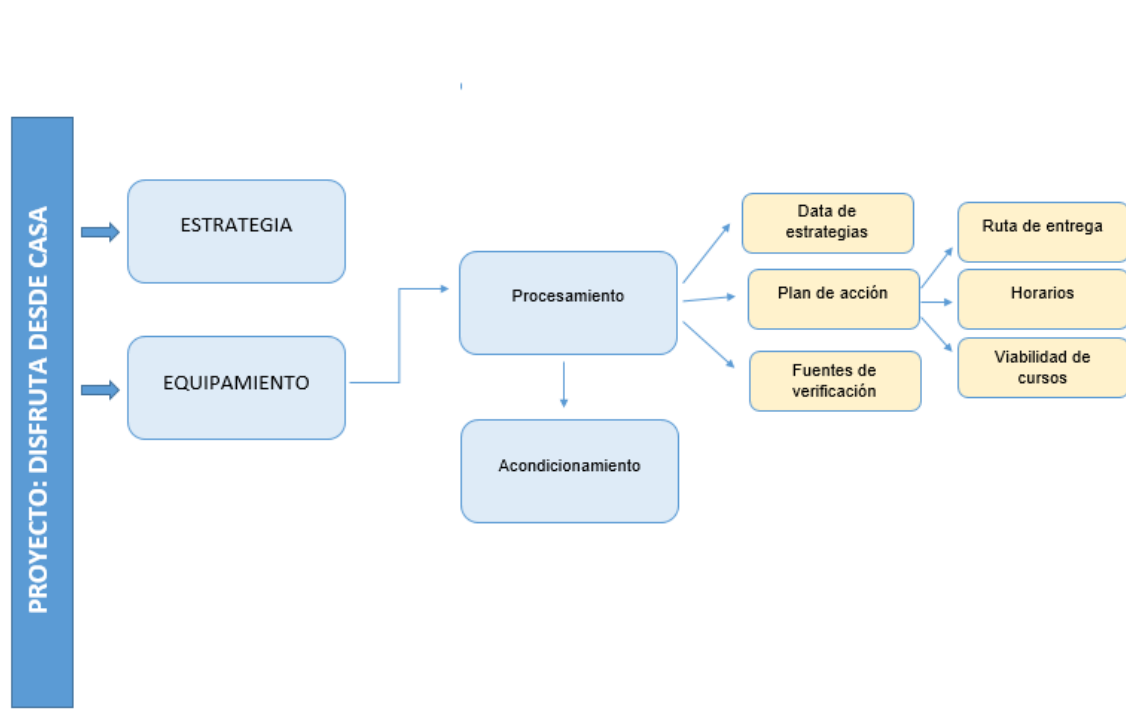 PROYECTO: DISFRUTA DESDE CASA
ESTRATEGIA
EQUIPAMIENTO
Procesamiento
Acondicionamiento
Data de
estrategias
Plan de acción
Fuentes de
verificación
Ruta de entrega
Horarios
Viabilidad de
cursos